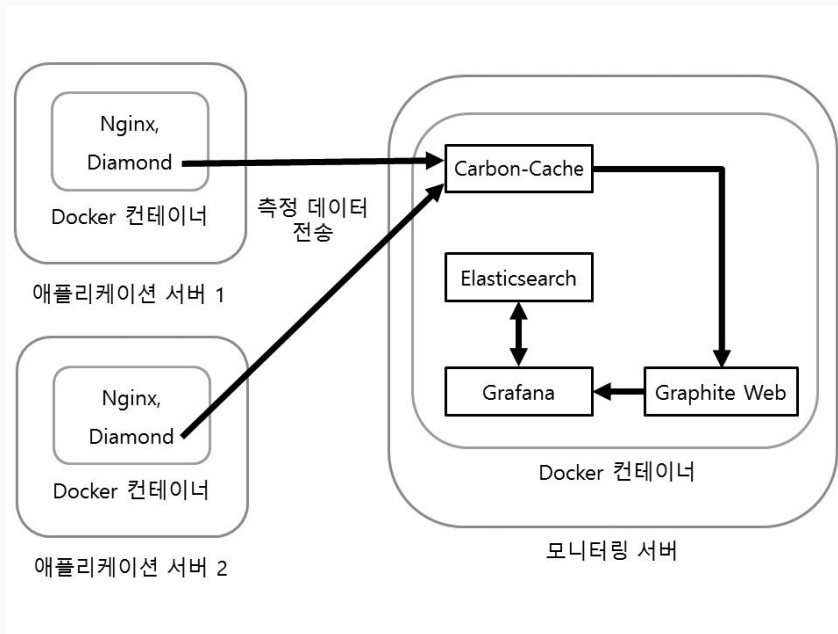 Nginx,
Diamond
Docker 컨테이너
애플리케이션 서버 1
측정 데이터
전송
Nginx,
Diamond
Docker 컨테이너
애플리케이션 서버 2
Carbon-Cache
Elasticsearch
Grafana
Graphite Web
Docker 컨테이너
모니터링 서버